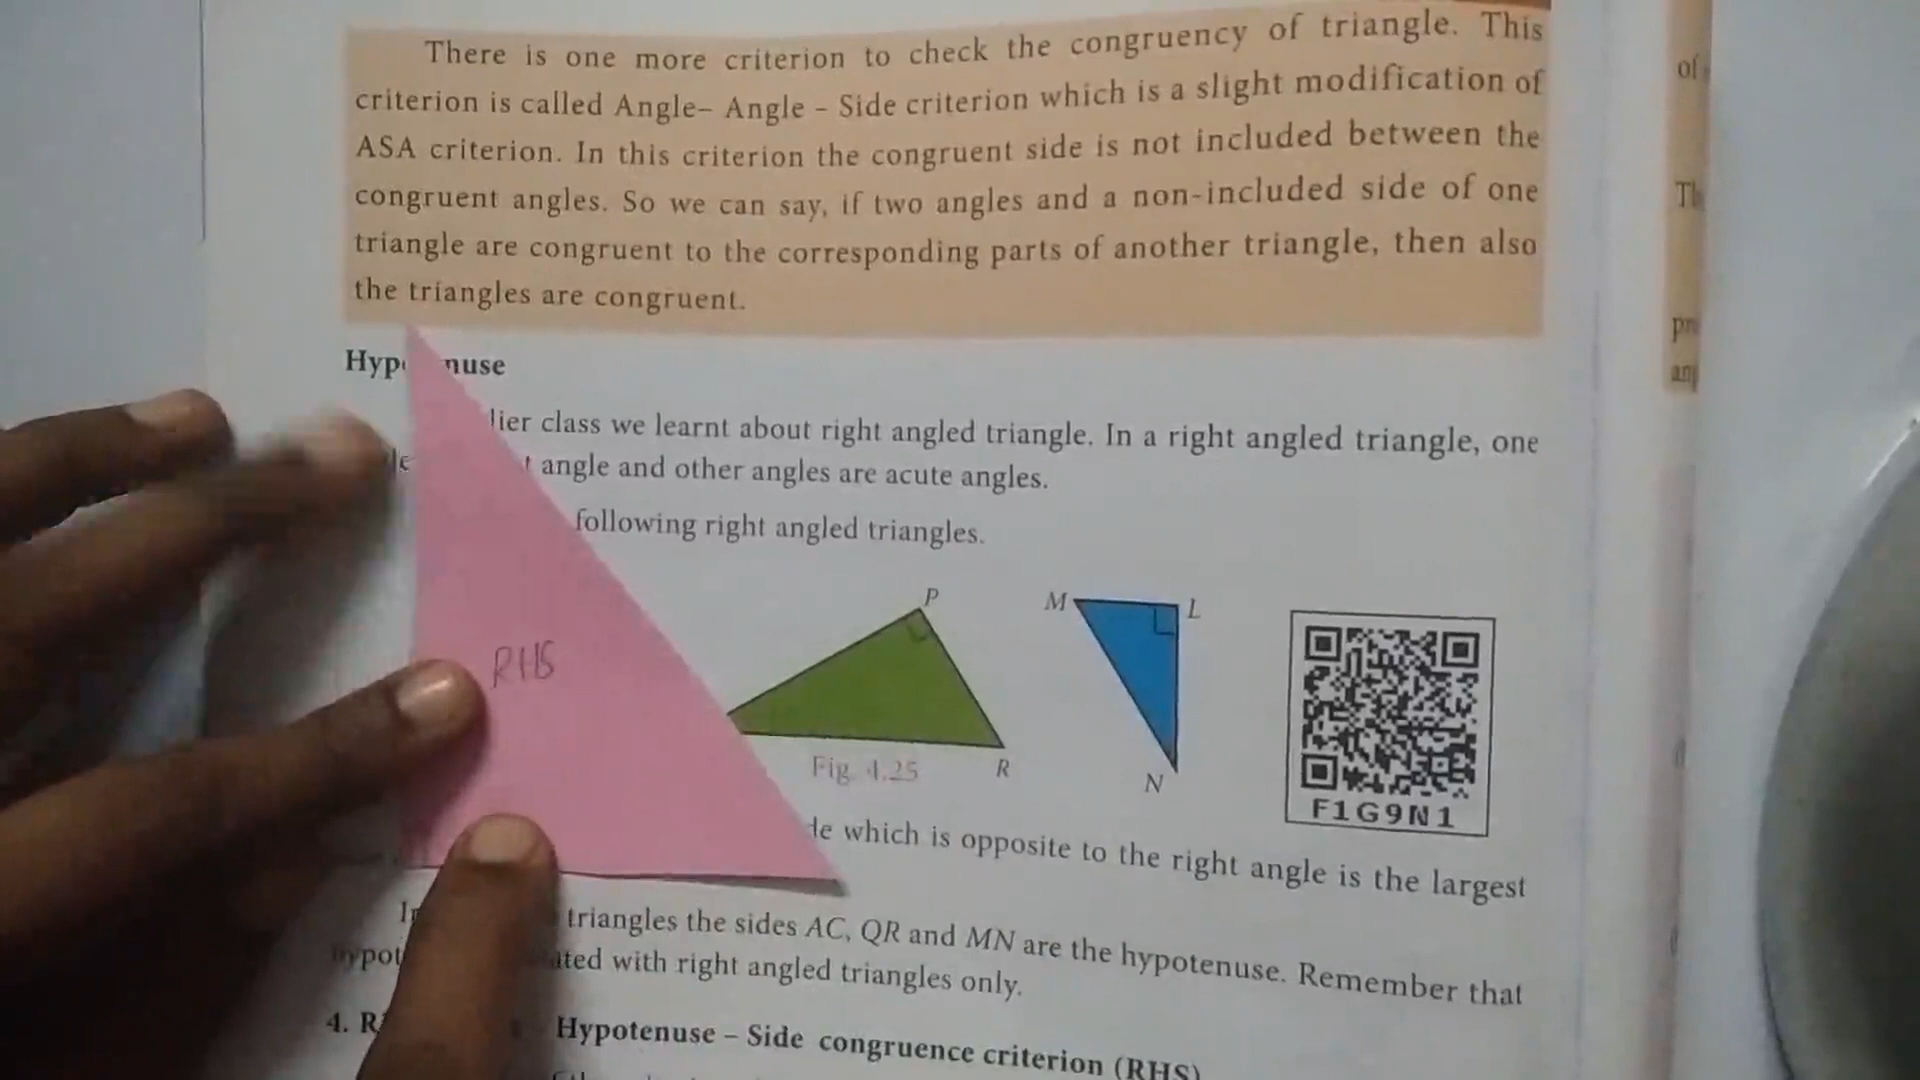 There is one more criterion to check the congruency of triangle. This
criterion is called Angle– Angle – Side criterion which is a slight modification of
ASA criterion. In this criterion the congruent side is not included between the
congruent angles. So we can say, if two angles and a non-included side of one
triangle are congruent to the corresponding parts of another triangle, then also
the triangles are congruent.
class we learnt about right angled triangle. In a right angled triangle, one
angle and other angles are acute angles.
following right angled triangles.
P
M
L
RHS
Fig. 4.25
R
N
F1G9N1
which is opposite to the right angle is the largest
triangles the sides AC, QR and MN are the hypotenuse. Remember that
with right angled triangles only.
4.
Hypotenuse – Side congruence criterion (RHS)
of